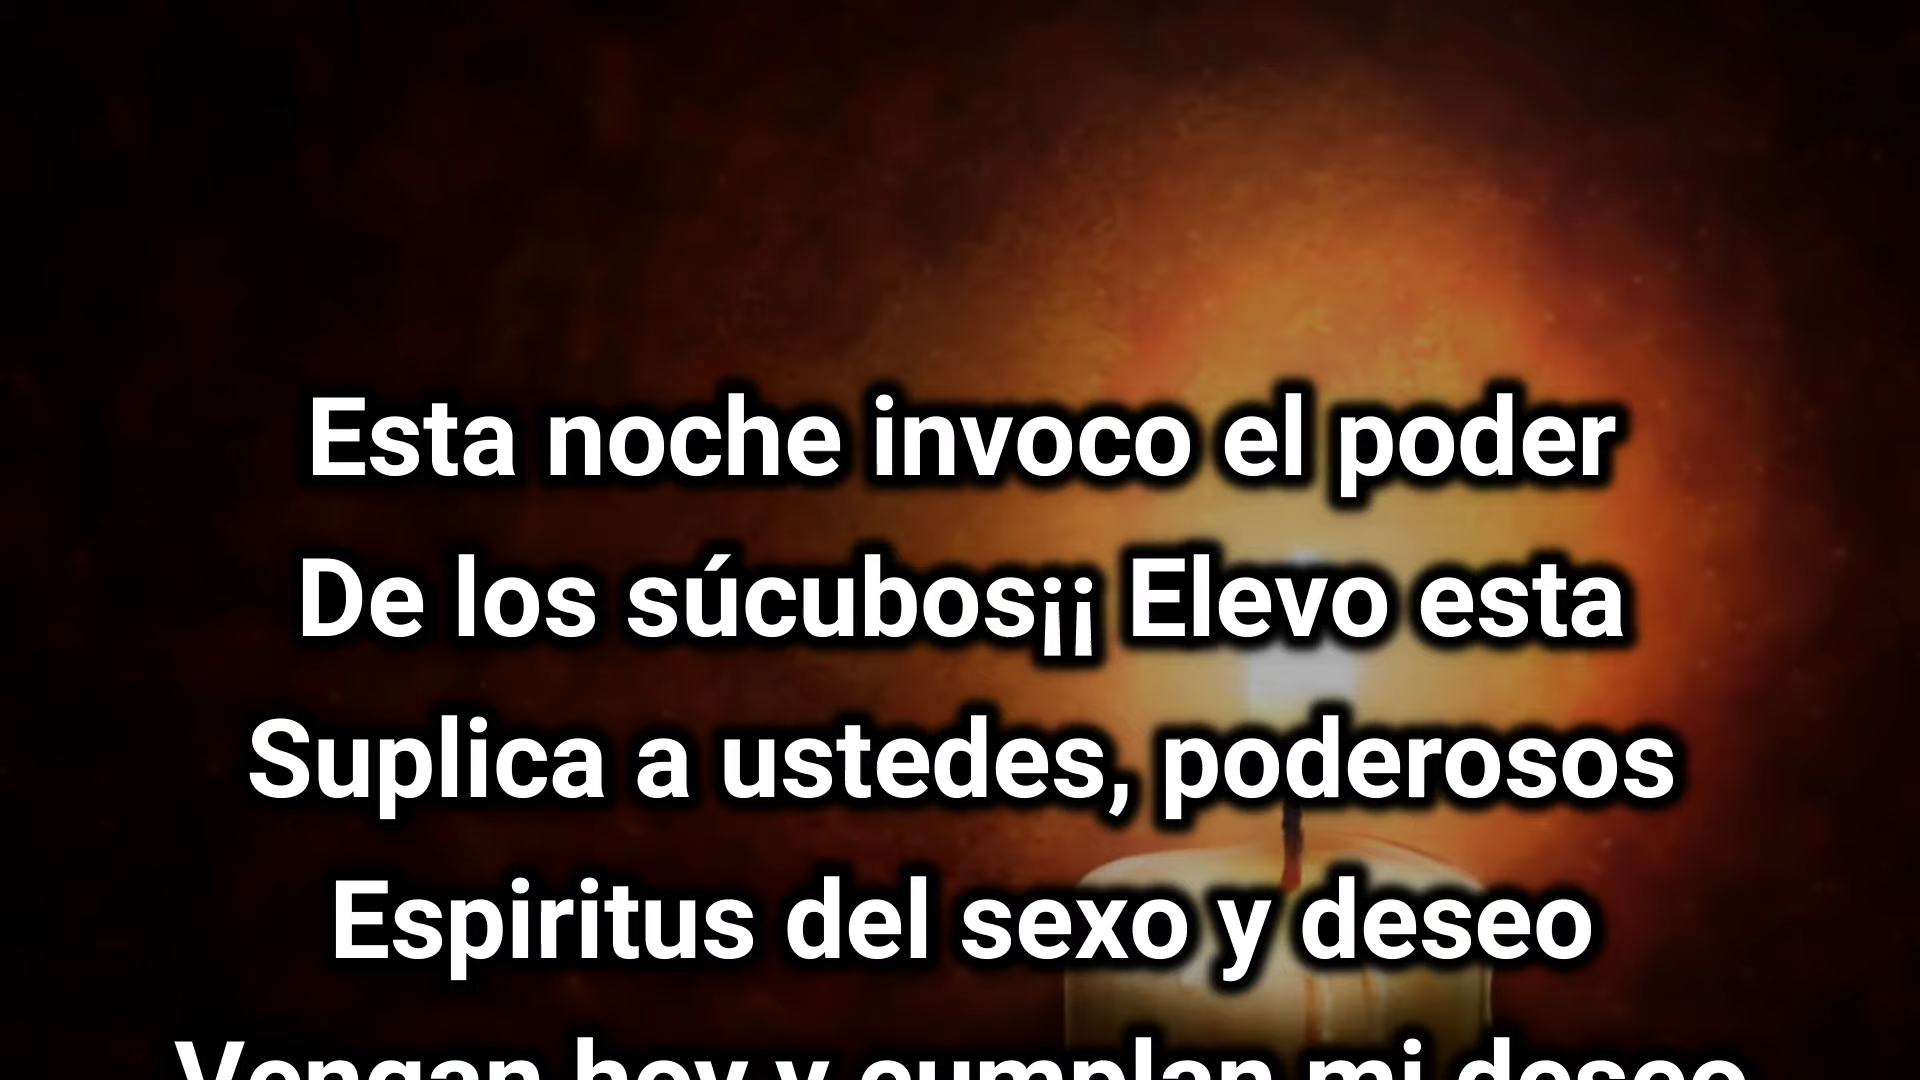 Esta noche invoco el poder
De los súcubos¡¡ Elevo esta
Suplica a ustedes, poderosos
Espiritus del sexo y deseo
Vengan hoy y cumplan mi deseo